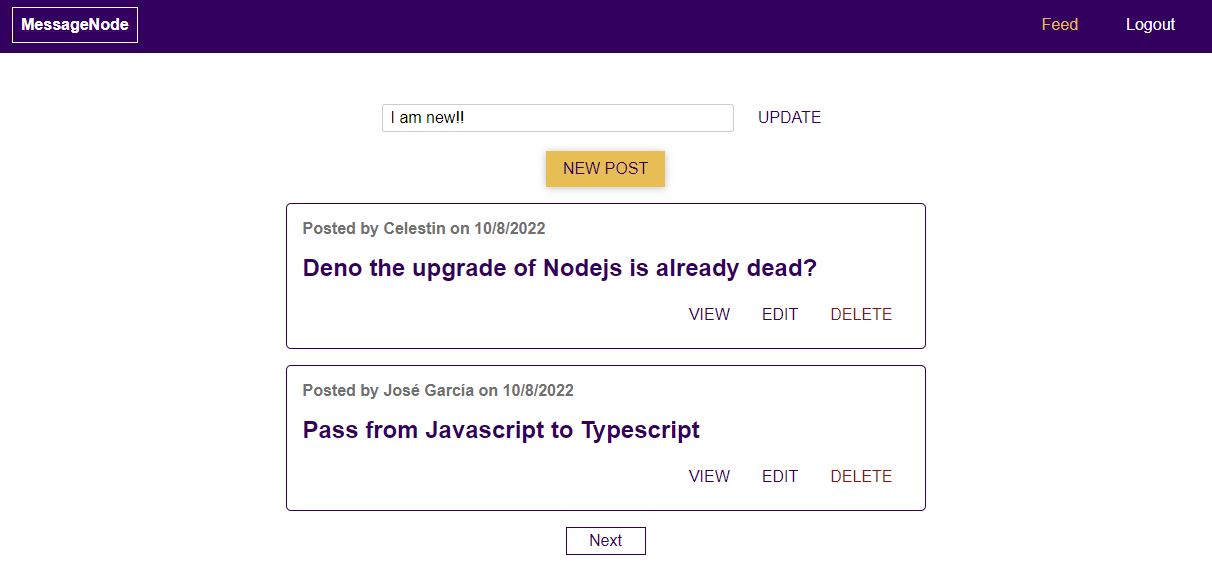 MessageNode
Feed
Logout
I am new!!
UPDATE
NEW POST
Posted by Celestin on 10/8/2022
Deno the upgrade of Nodejs is already dead?
VIEW EDIT DELETE
Posted by José García on 10/8/2022
Pass from Javascript to Typescript
VIEW EDIT DELETE
Next